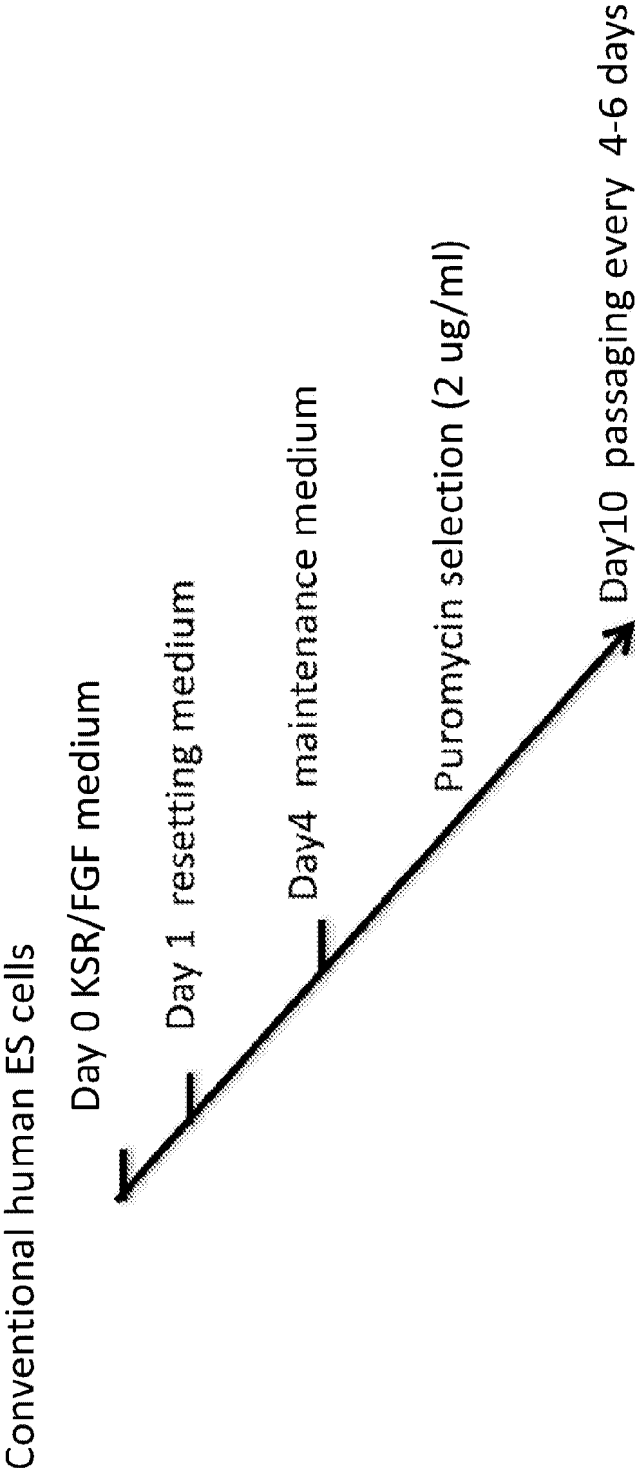 Conventional human ES cells
Day 0 KSR/FGF medium
Day 1 resetting medium
Day4 maintenance medium
Puromycin selection (2 ug/ml)
Day10 passaging every 4-6 days